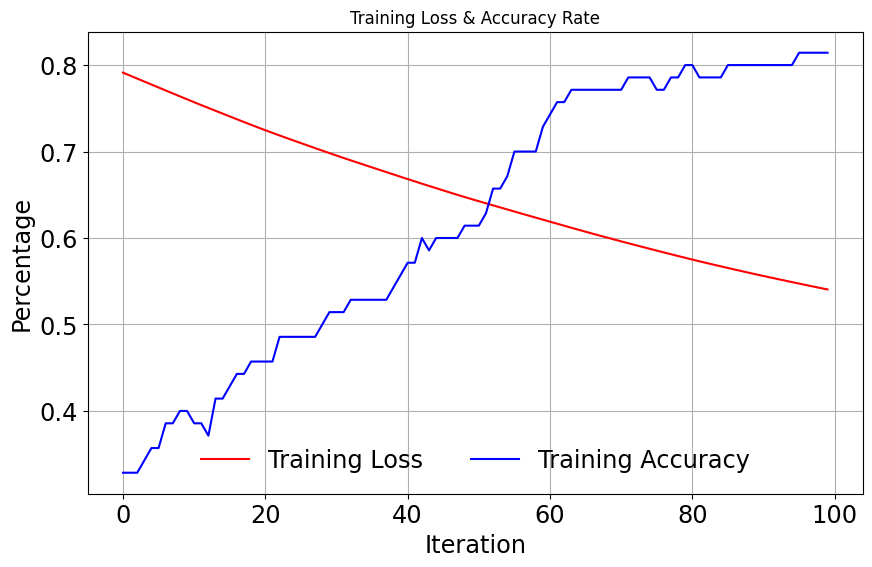 Training Loss & Accuracy Rate
0.8
0.7
0.6
0.5
0.4
Percentage
Training Loss Training Accuracy
0 20 40 60 80 100
Iteration